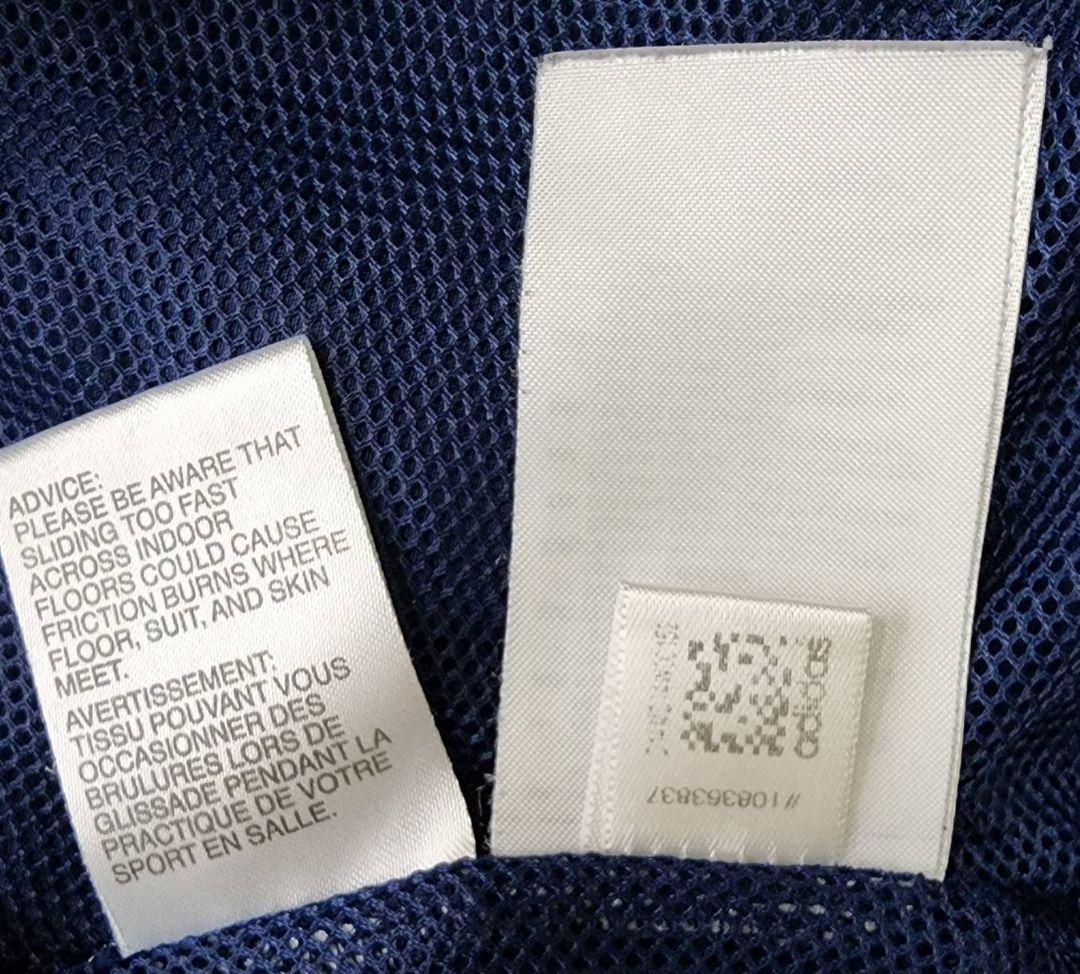 ADVICE:
PLEASE BE AWARE THAT
SLIDING TOO FAST
ACROSS INDOOR
FLOORS COULD CAUSE
FRICTION BURNS WHERE
FLOOR, SUIT, AND SKIN
MEET.
AVERTISSEMENT:
TISSU POUVANT VOUS
OCCASIONNER DES
BRULURES LORS DE
GLISSADE PENDANT LA
PRACTIQUE DE VOTRE
SPORT EN SALLE.
adidas
#108363837